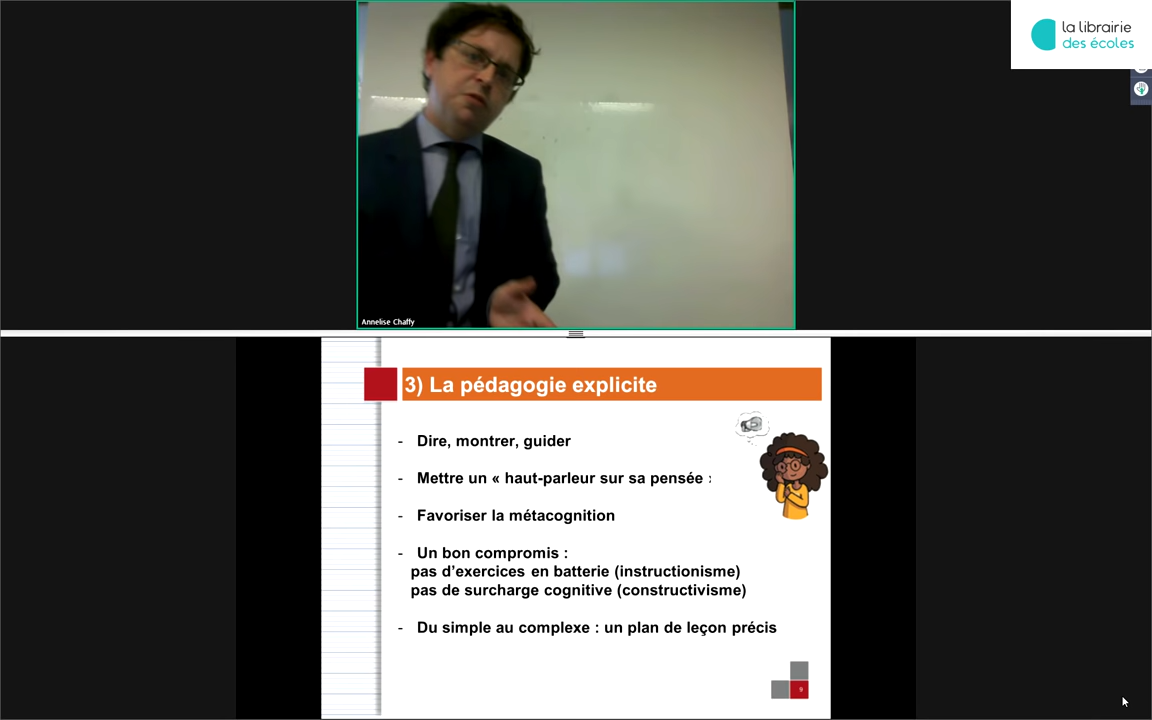 la librairie
des écoles
Annelise Chaffy
3) La pédagogie explicite
- Dire, montrer, guider
- Mettre un « haut-parleur sur sa pensée :
- Favoriser la métacognition
- Un bon compromis :
pas d’exercices en batterie (instructionisme)
pas de surcharge cognitive (constructivisme)
- Du simple au complexe : un plan de leçon précis
9